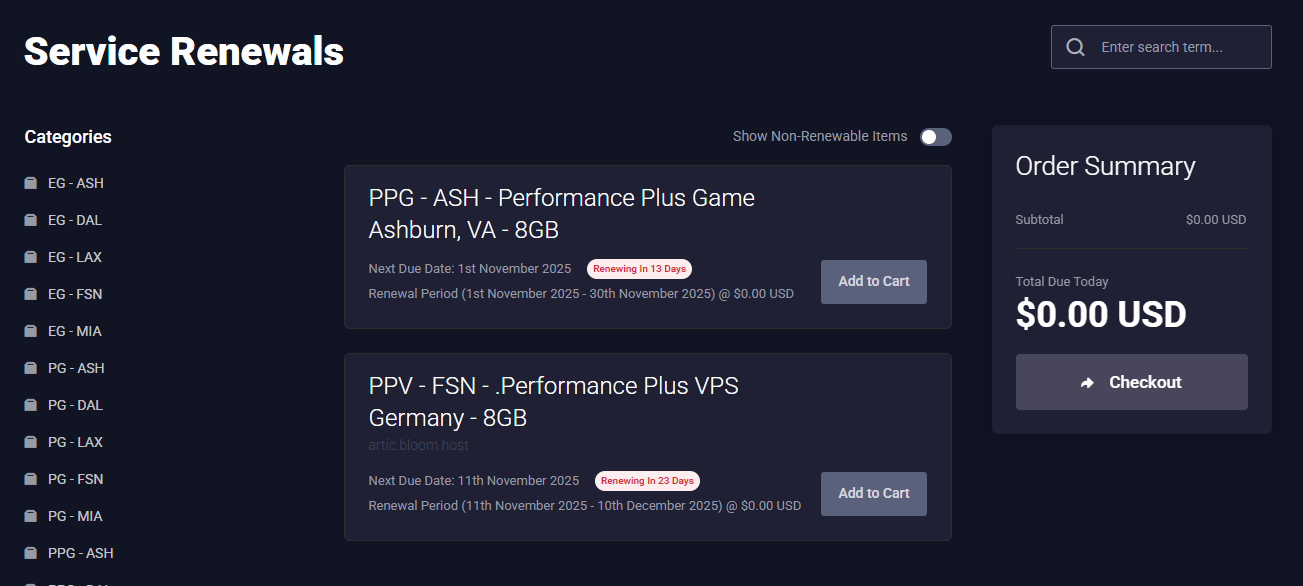 Service Renewals
Enter search term...
Categories
EG - ASH
EG - DAL
EG - LAX
EG - FSN
EG - MIA
PG - ASH
PG - DAL
PG - LAX
PG - FSN
PG - MIA
PPG - ASH
Show Non-Renewable Items
PPG - ASH - Performance Plus Game
Ashburn, VA - 8GB
Next Due Date: 1st November 2025 Renewing In 13 Days
Renewal Period (1st November 2025 - 30th November 2025) @ $0.00 USD
Add to Cart
PPV - FSN - .Performance Plus VPS
Germany - 8GB
artic.bloom.host
Next Due Date: 11th November 2025 Renewing In 23 Days
Renewal Period (11th November 2025 - 10th December 2025) @ $0.00 USD
Add to Cart
Order Summary
Subtotal $0.00 USD
Total Due Today
$0.00 USD
Checkout